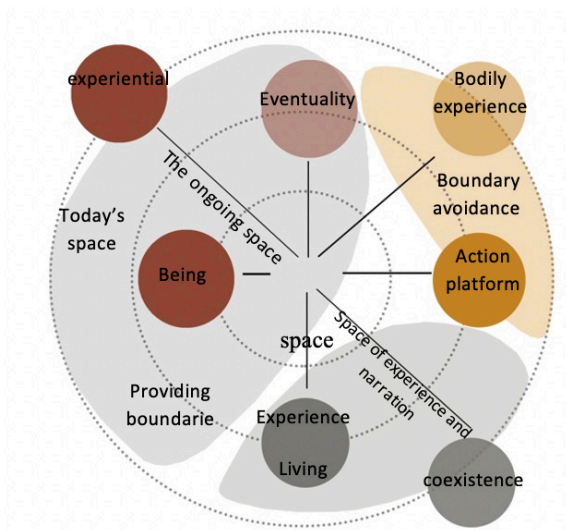 experiential
Eventuality
Bodily
experience
The ongoing space
Boundary
avoidance
Today's
space
Being
Action
platform
space
Space of experience and
narration
Providing
boundarie
Experience
Living
coexistence